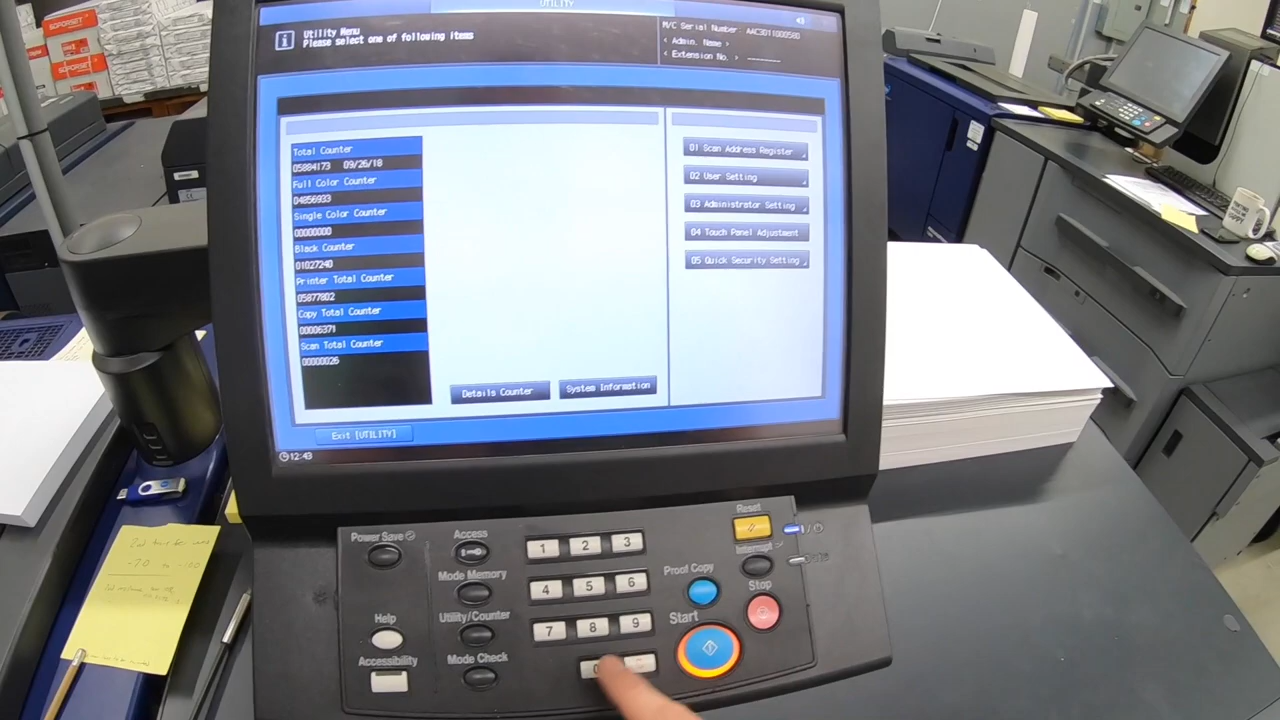 UTILITY
Utility Menu
Please select one of following items
M/C Serial Number
< Admin. Name >
< Extension No. >
Total Counter
05884173 09/26/18
Full Color Counter
04856933
Single Color Counter
00000000
Black Counter
01027240
Printer Total Counter
05877802
Copy Total Counter
00006371
Scan Total Counter
00000026
01 Scan Address Register
02 User Setting
03 Administrator Setting
04 Touch Panel Adjustment
05 Quick Security Setting
Details Counter
System Information
Exit [UTILITY]
12:43
Power Save
Access
Mode Memory
Utility/Counter
Mode Check
Help
Accessibility
1 2 3
4 5 6
7 8 9
Reset
Proof Copy
Stop
Start